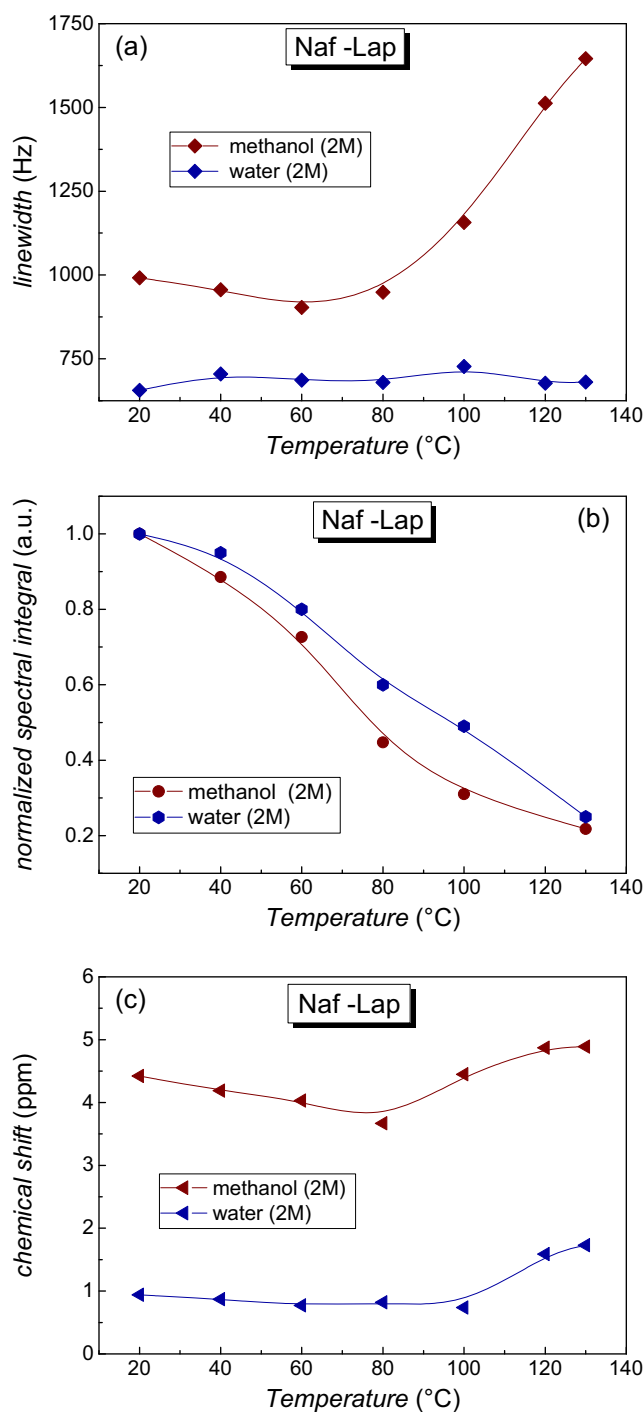 (a)
Naf -Lap
methanol (2M)
water (2M)
linewidth (Hz)
1750
1500
1250
1000
750
20 40 60 80 100 120 140
Temperature (°C)
(b)
Naf -Lap
methanol (2M)
water (2M)
normalized spectral integral (a.u.)
1.0
0.8
0.6
0.4
0.2
20 40 60 80 100 120 140
Temperature (°C)
(c)
Naf -Lap
methanol (2M)
water (2M)
chemical shift (ppm)
6
5
4
3
2
1
0
20 40 60 80 100 120 140
Temperature (°C)